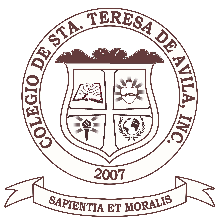 COLEGIO DE STA. TERESA DE AVILA, INC.
2007
SAPIENTIA ET MORALIS